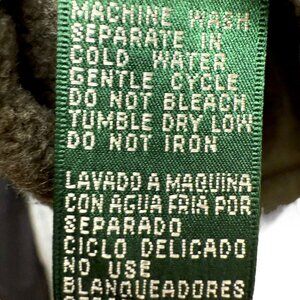 MACHINE WASH
SEPARATE IN
COLD WATER
GENTLE CYCLE
DO NOT BLEACH
TUMBLE DRY LOW
DO NOT IRON
LAVADO A MAQUINA
CON AGUA FRIA POR
SEPARADO
CICLO DELICADO
NO USE
BLANQUEADORES